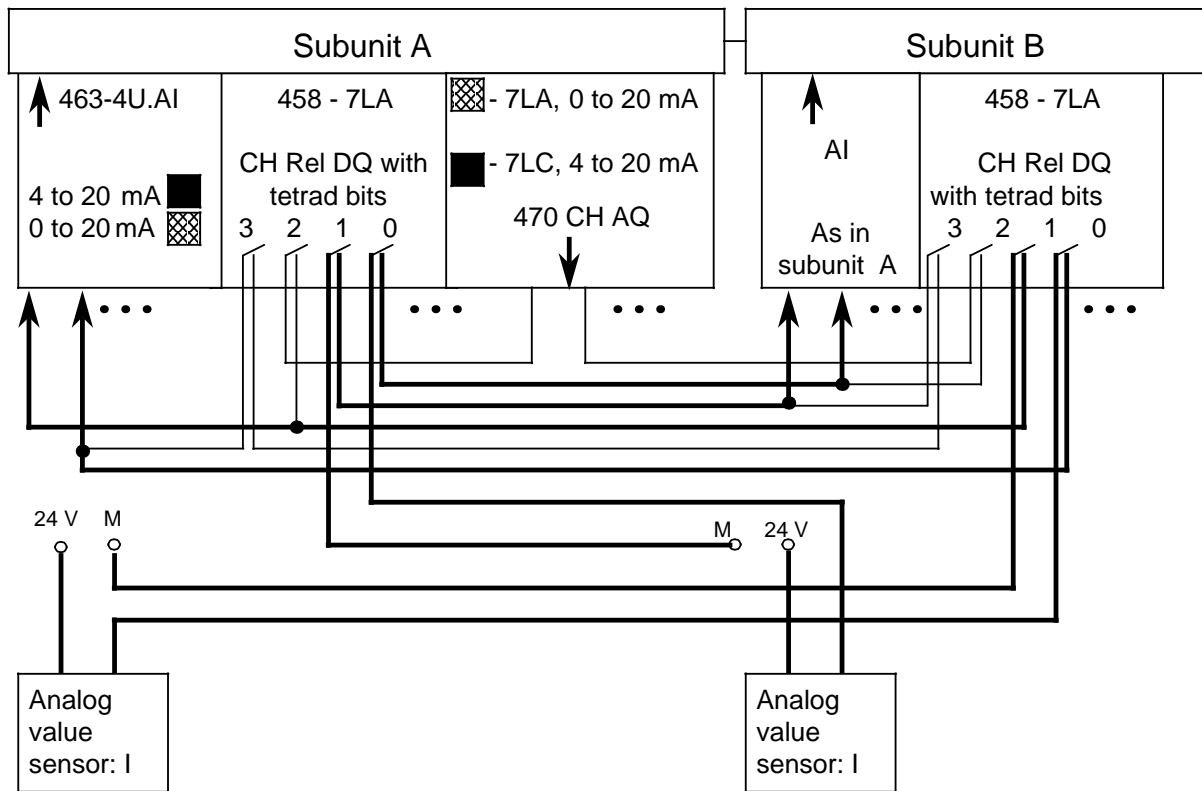 Subunit A
Subunit B
463-4U.AI
4 to 20 mA
0 to 20 mA
458 - 7LA
CH Rel DQ with
tetrad bits
3 2 1 0
- 7LA, 0 to 20 mA
- 7LC, 4 to 20 mA
470 CH AQ
AI
As in
subunit A
458 - 7LA
CH Rel DQ
with tetrad bits
3 2 1 0
24 V M
M 24 V
Analog
value
sensor: I
Analog
value
sensor: I